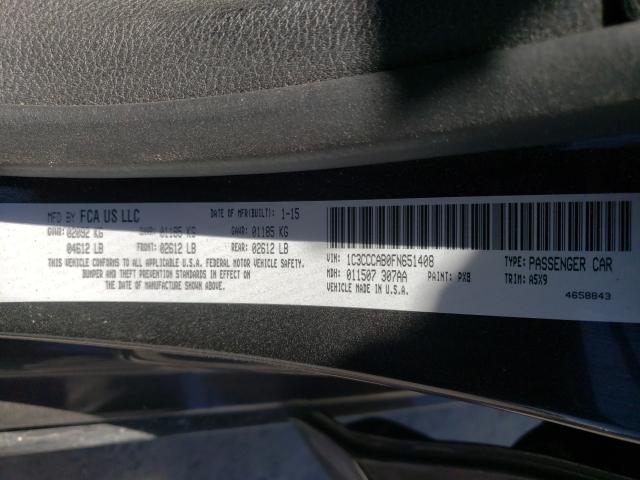 MFD BY FCA US LLC DATE OF MFR(BUILT): 1-15
GVWR: 02092 KG GAWR: 01185 KG GAWR: 01185 KG
04612 LB FRONT: 02612 LB REAR: 02612 LB
THIS VEHICLE CONFORMS TO ALL APPLICABLE U.S.A. FEDERAL MOTOR VEHICLE SAFETY,
BUMPER AND THEFT PREVENTION STANDARDS IN EFFECT ON
THE DATE OF MANUFACTURE SHOWN ABOVE
VIN: 1C3CCCAB0FN651408 TYPE: PASSENGER CAR
MDH: 011507 307AA PAINT: PX8 TRIM: A5X9
VEHICLE MADE IN U.S.A. 4658843